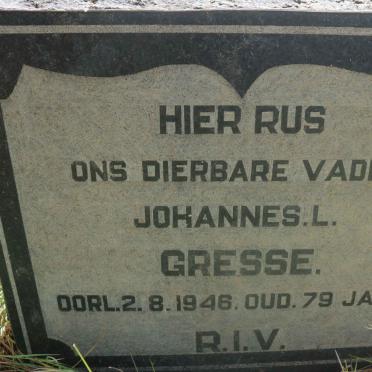 HIER RUS
ONS DIERBARE VAD
JOHANNES.L.
GRESSE.
OORL.2.8.1946. OUD. 79 JA
R.I.V.